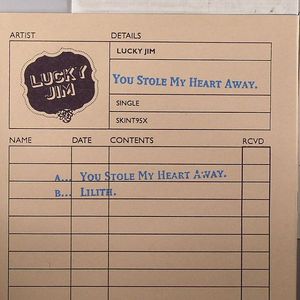 ARTIST DETAILS
LUCKY JIM
LUCKY
JIM
YOU STOLE MY HEART AWAY.
SINGLE
SKINT95X
NAME DATE CONTENTS RCVD
A... YOU STOLE MY HEART AWAY.
B... LILITH.